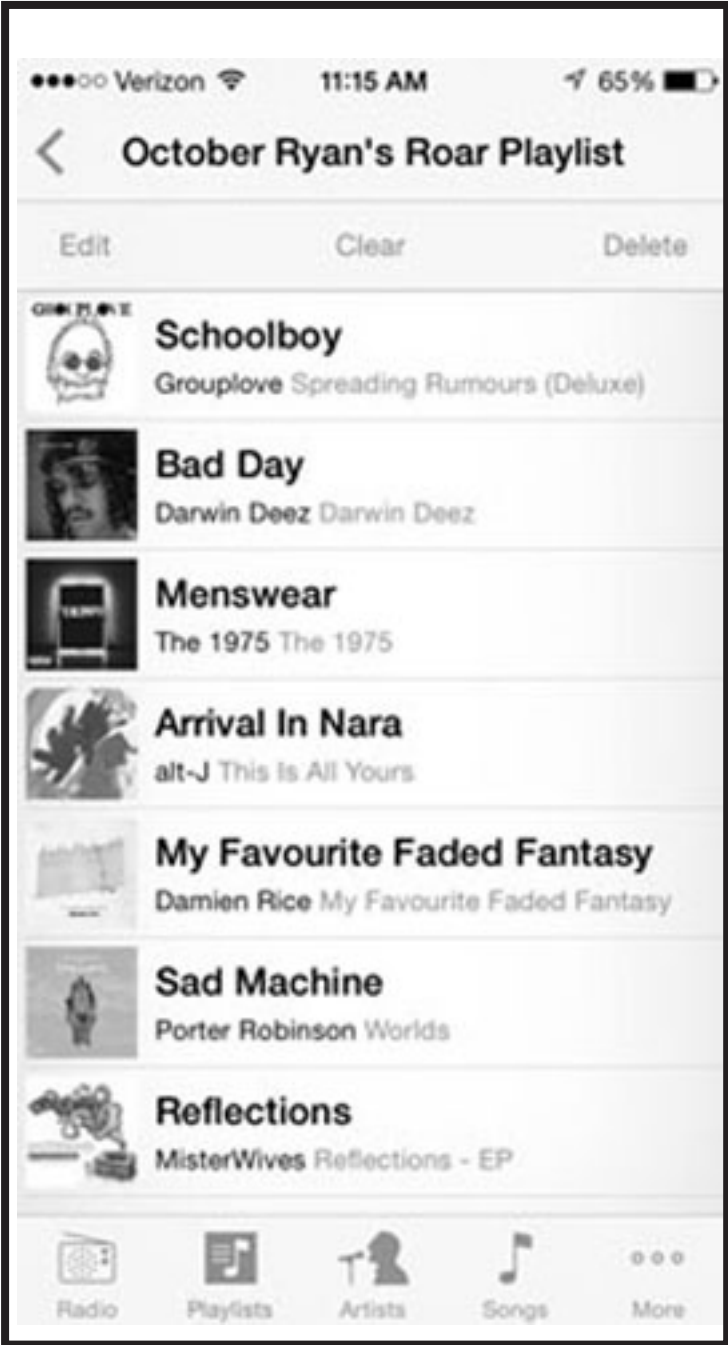 Verizon 11:15 AM 65%
October Ryan's Roar Playlist
Edit Clear Delete
GROUPLOVE
Schoolboy
Grouplove Spreading Rumours (Deluxe)
Bad Day
Darwin Deez Darwin Deez
Menswear
The 1975 The 1975
Arrival In Nara
alt-J This Is All Yours
My Favourite Faded Fantasy
Damien Rice My Favourite Faded Fantasy
Sad Machine
Porter Robinson Worlds
Reflections
MisterWives Reflections - EP
Radio Playlists Artists Songs More